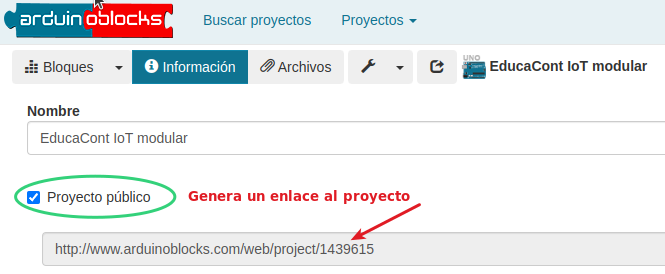 arduinoblocks Buscar proyectos Proyectos
Bloques Información Archivos UNO EducaCont IoT modular
Nombre
EducaCont IoT modular
Proyecto público Genera un enlace al proyecto
http://www.arduinoblocks.com/web/project/1439615